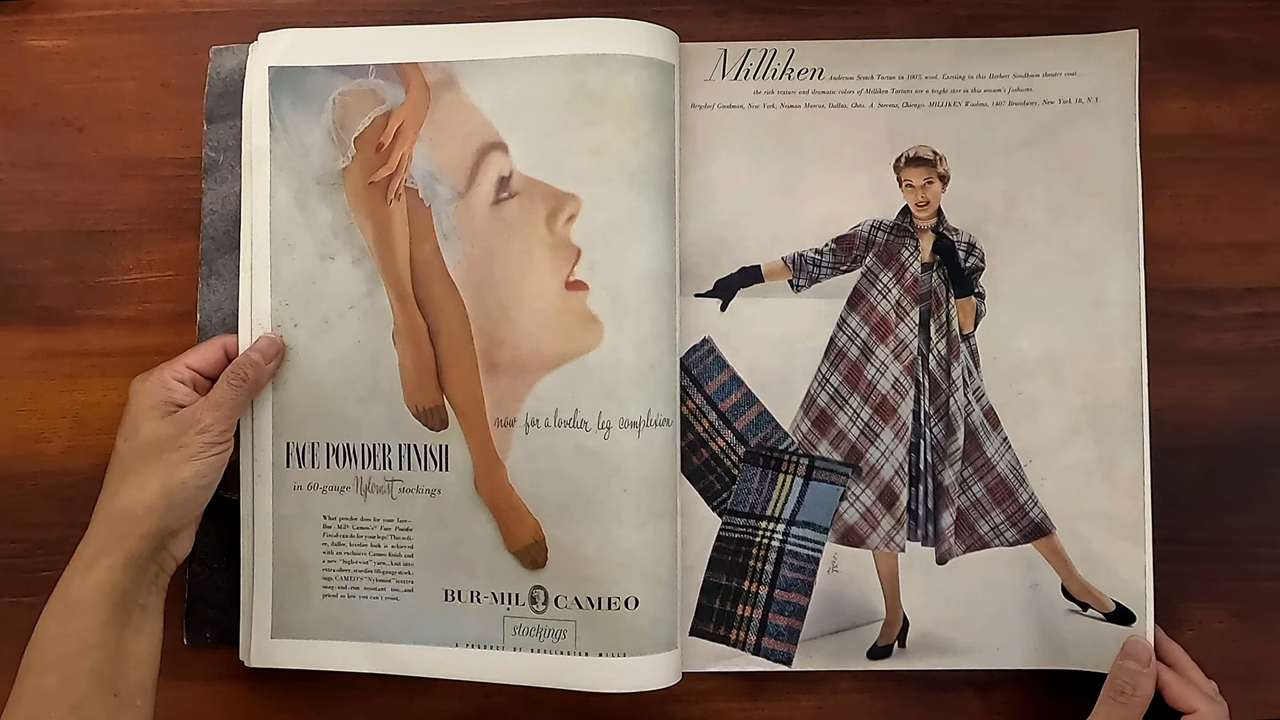 now for a lovelier leg complexion
FACE POWDER FINISH
in 60-gauge Nylomist stockings
What powder does for your face—
Bur-Mil Cameo's® Face Powder
Finish can do for your legs! This soft-
er, duller, lovelier look is achieved
with an exclusive Cameo finish and
a new "high-twist" yarn...knit into
extra-sheer, sturdier 60-gauge stock-
ings. CAMEO'S "Nylomist" is extra
snag-and-run resistant too...and
priced so low you can't resist.
BUR-MIL CAMEO
stockings
A PRODUCT OF BURLINGTON MILLS
Milliken Anderson Scotch Tartan in 100% wool. Exciting to this Herbert Sondheim theatre coat...
the rich texture and dramatic colors of Milliken Tartans are a bright star in this season's fashions.
Bergdorf Goodman, New York, Neiman Marcus, Dallas, Chas. A. Stevens, Chicago. MILLIKEN Woolens, 1407 Broadway, New York 18, N.Y.